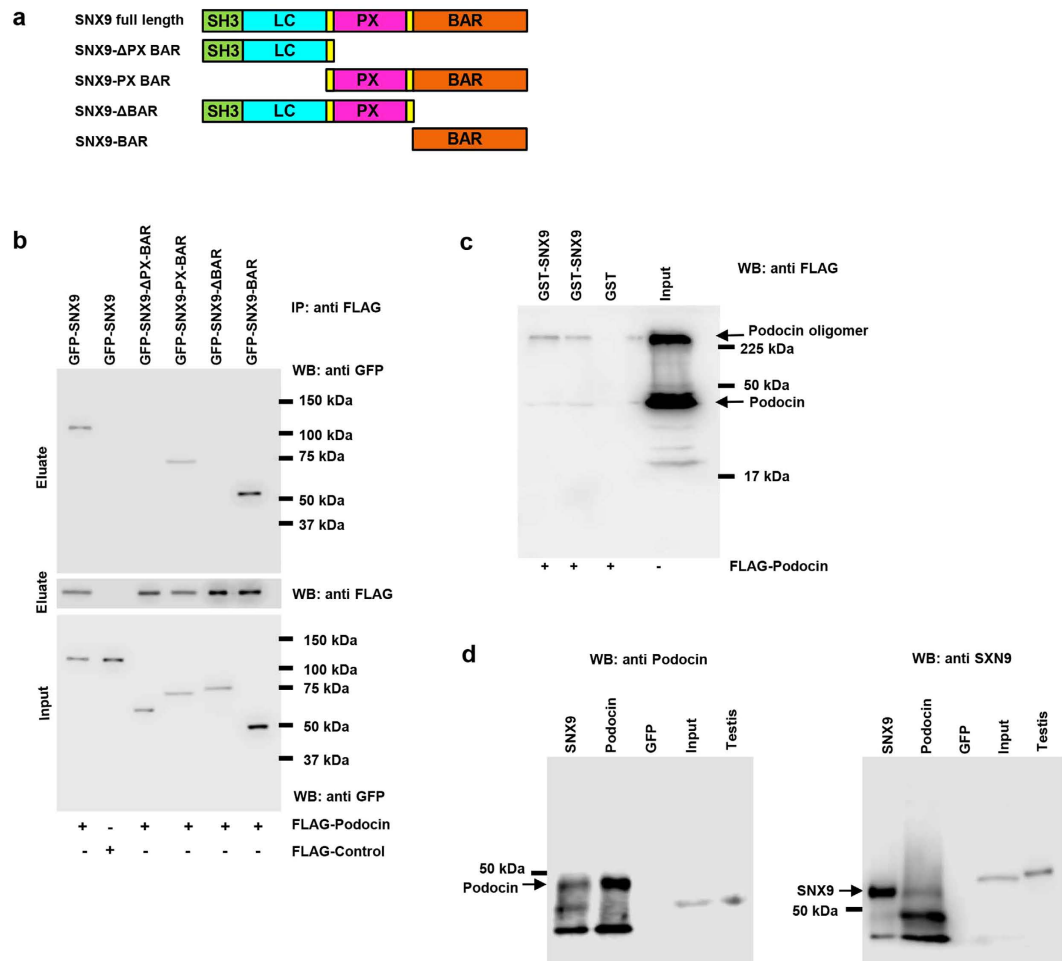 a
SNX9 full length
SH3 LC PX BAR
SNX9-ΔPX BAR
SH3 LC
SNX9-PX BAR
PX BAR
SNX9-ΔBAR
SH3 LC PX
SNX9-BAR
BAR
b
GFP-SNX9
GFP-SNX9
GFP-SNX9-ΔPX-BAR
GFP-SNX9-PX-BAR
GFP-SNX9-ΔBAR
GFP-SNX9-BAR
IP: anti FLAG
WB: anti GFP
Eluate
150 kDa
100 kDa
75 kDa
50 kDa
37 kDa
Eluate
WB: anti FLAG
Input
150 kDa
100 kDa
75 kDa
50 kDa
37 kDa
WB: anti GFP
+ - + + + + FLAG-Podocin
- + - - - - FLAG-Control
c
GST-SNX9
GST-SNX9
GST
Input
WB: anti FLAG
Podocin oligomer
225 kDa
50 kDa
Podocin
17 kDa
+ + + - FLAG-Podocin
d
WB: anti Podocin
SNX9
Podocin
GFP
Input
Testis
50 kDa
Podocin
WB: anti SXN9
SNX9
Podocin
GFP
Input
Testis
SNX9
50 kDa